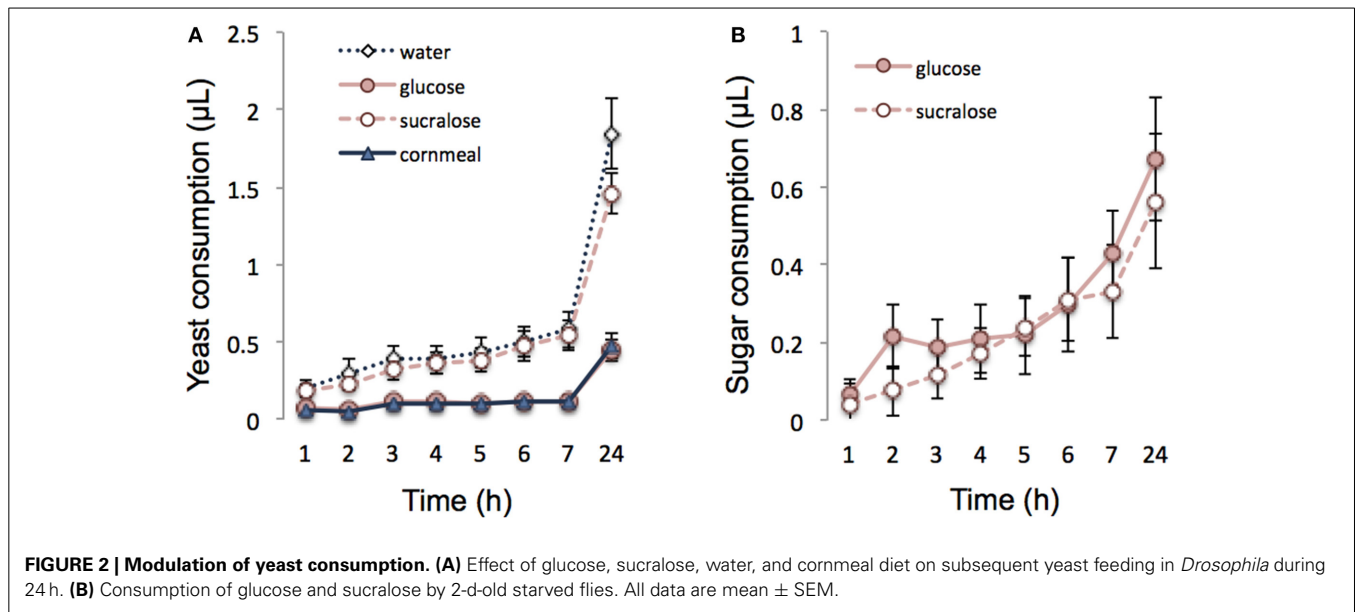 A
2.5
2
1.5
1
0.5
0
Yeast consumption (µL)
water
glucose
sucralose
cornmeal
1 2 3 4 5 6 7 24
Time (h)
B
1
0.8
0.6
0.4
0.2
0
Sugar consumption (µL)
glucose
sucralose
1 2 3 4 5 6 7 24
Time (h)
FIGURE 2 | Modulation of yeast consumption. (A) Effect of glucose, sucralose, water, and cornmeal diet on subsequent yeast feeding in Drosophila during
24 h. (B) Consumption of glucose and sucralose by 2-d-old starved flies. All data are mean ± SEM.